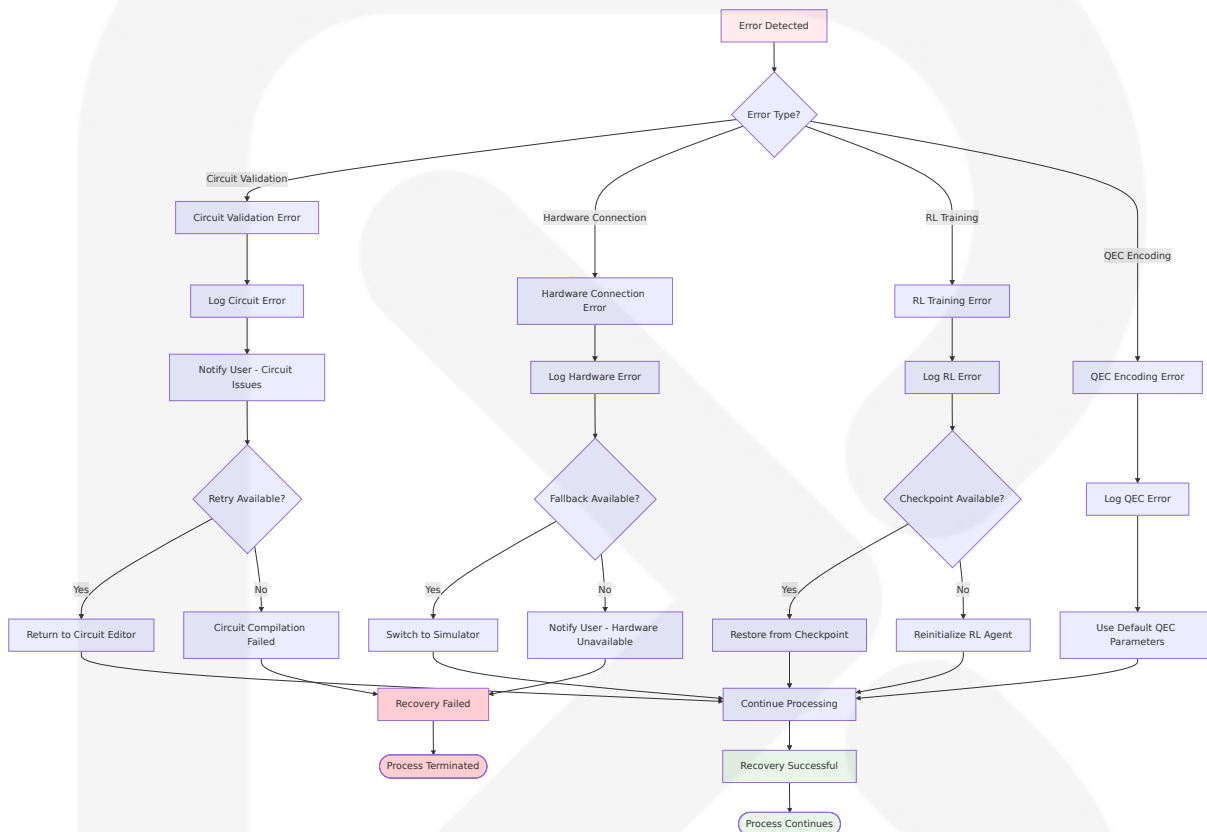 Error Detected
Error Type?
Circuit Validation
Hardware Connection
RL Training
QEC Encoding
Circuit Validation Error
Log Circuit Error
Hardware Connection
Error
RL Training Error
Notify User - Circuit
Issues
Log Hardware Error
Log RL Error
QEC Encoding Error
Retry Available?
Fallback Available?
Checkpoint Available?
Log QEC Error
Yes
No
Yes
No
Yes
No
Return to Circuit Editor
Circuit Compilation
Failed
Switch to Simulator
Notify User - Hardware
Unavailable
Restore from Checkpoint
Reinitialize RL Agent
Use Default QEC
Parameters
Recovery Failed
Continue Processing
Process Terminated
Recovery Successful
Process Continues